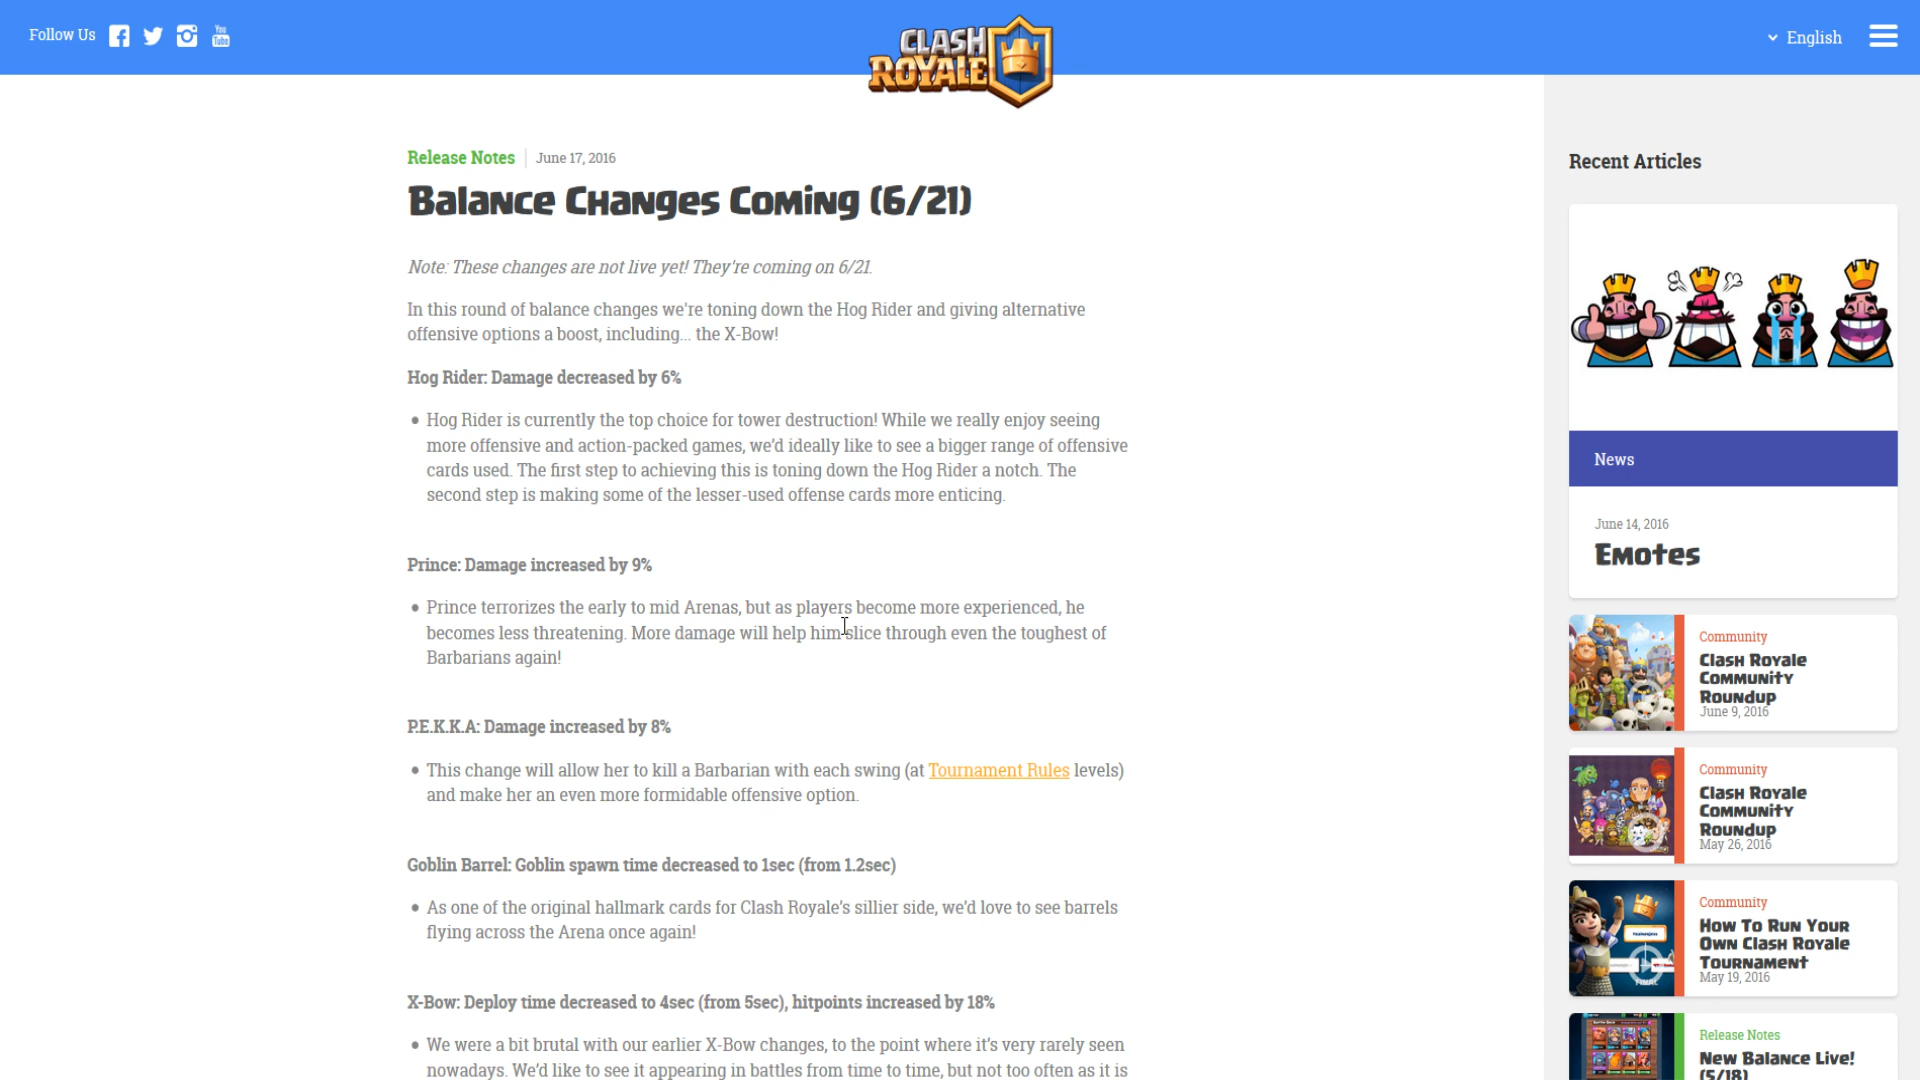 Follow Us
You
Tube
CLASH
ROYALE
English
Release Notes
June 17, 2016
Balance Changes Coming (6/21)
Note: These changes are not live yet! They're coming on 6/21.
In this round of balance changes we're toning down the Hog Rider and giving alternative
offensive options a boost, including... the X-Bow!
Hog Rider: Damage decreased by 6%
• Hog Rider is currently the top choice for tower destruction! While we really enjoy seeing
more offensive and action-packed games, we'd ideally like to see a bigger range of offensive
cards used. The first step to achieving this is toning down the Hog Rider a notch. The
second step is making some of the lesser-used offense cards more enticing.
Prince: Damage increased by 9%
• Prince terrorizes the early to mid Arenas, but as players become more experienced, he
becomes less threatening. More damage will help him slice through even the toughest of
Barbarians again!
P.E.K.K.A: Damage increased by 8%
• This change will allow her to kill a Barbarian with each swing (at Tournament Rules levels)
and make her an even more formidable offensive option.
Goblin Barrel: Goblin spawn time decreased to 1sec (from 1.2sec)
• As one of the original hallmark cards for Clash Royale's sillier side, we'd love to see barrels
flying across the Arena once again!
X-Bow: Deploy time decreased to 4sec (from 5sec), hitpoints increased by 18%
• We were a bit brutal with our earlier X-Bow changes, to the point where it's very rarely seen
nowadays. We'd like to see it appearing in battles from time to time, but not too often as it is
Recent Articles
News
June 14, 2016
Emotes
Community
Clash Royale
Community
Roundup
June 9, 2016
Community
Clash Royale
Community
Roundup
May 26, 2016
Community
How To Run Your
Own Clash Royale
Tournament
May 19, 2016
FINAL
Release Notes
New Balance Live!
(5/18)